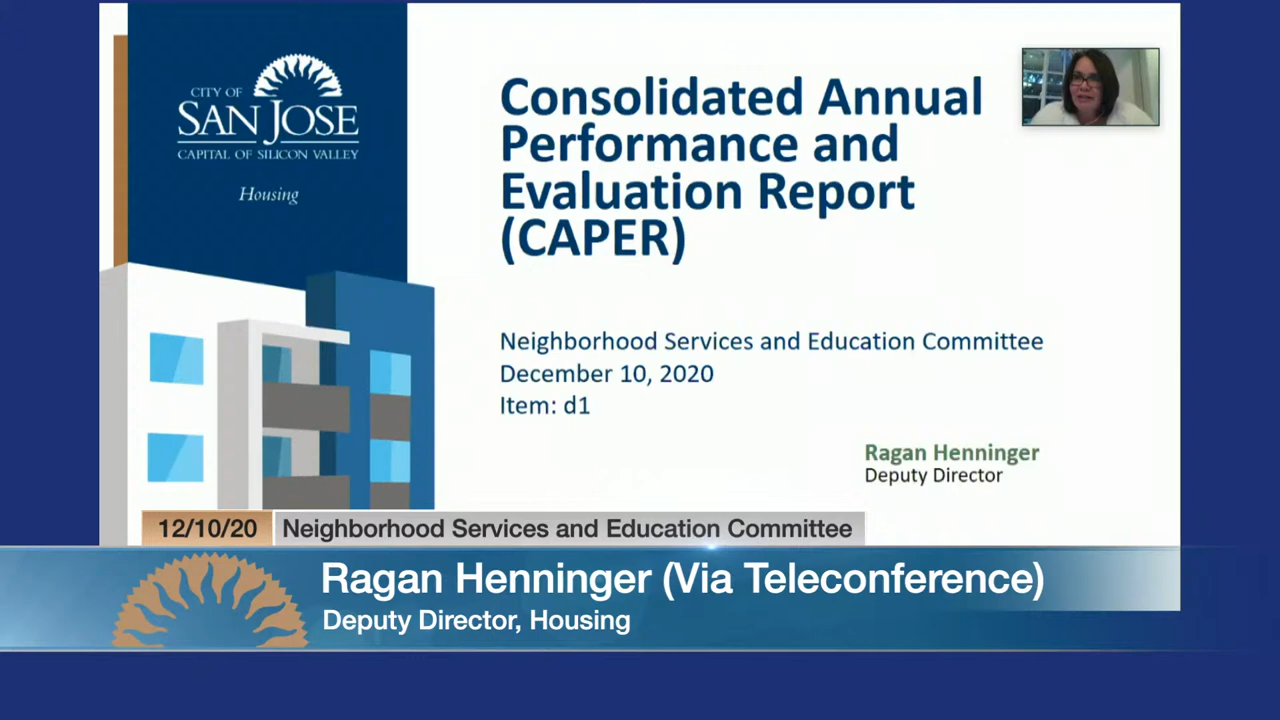 CITY OF
SAN JOSE
CAPITAL OF SILICON VALLEY
Housing
Consolidated Annual
Performance and
Evaluation Report
(CAPER)
Neighborhood Services and Education Committee
December 10, 2020
Item: d1
Ragan Henninger
Deputy Director
12/10/20 Neighborhood Services and Education Committee
Ragan Henninger (Via Teleconference)
Deputy Director, Housing